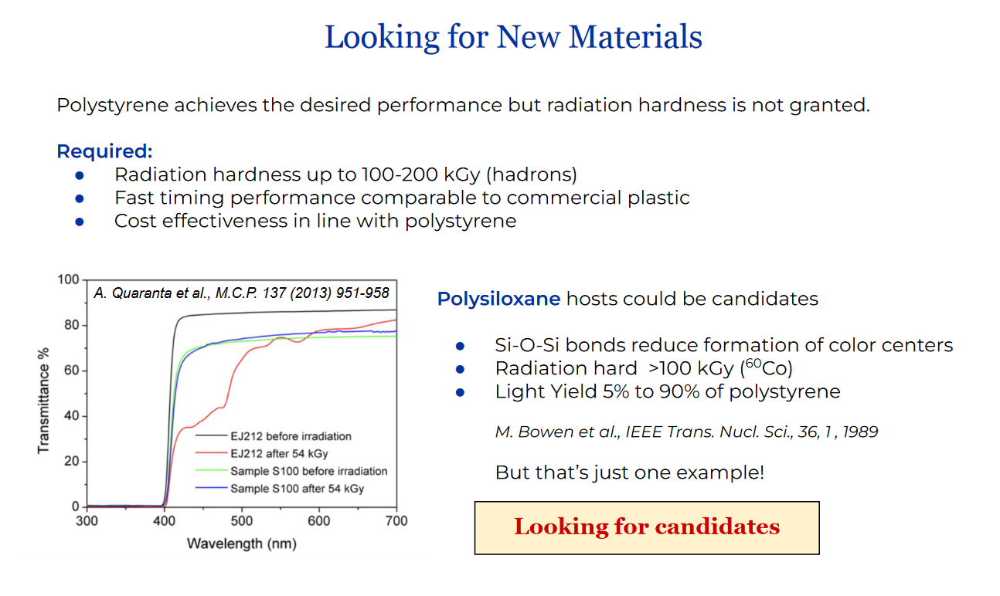 Looking for New Materials
Polystyrene achieves the desired performance but radiation hardness is not granted.
Required:
● Radiation hardness up to 100-200 kGy (hadrons)
● Fast timing performance comparable to commercial plastic
● Cost effectiveness in line with polystyrene
A. Quaranta et al., M.C.P. 137 (2013) 951-958
Transmittance %
100
80
60
40
20
0
EJ212 before irradiation
EJ212 after 54 kGy
Sample S100 before irradiation
Sample S100 after 54 kGy
300 400 500 600 700
Wavelength (nm)
Polysiloxane hosts could be candidates
● Si-O-Si bonds reduce formation of color centers
● Radiation hard >100 kGy (⁶⁰Co)
● Light Yield 5% to 90% of polystyrene
M. Bowen et al., IEEE Trans. Nucl. Sci., 36, 1, 1989
But that's just one example!
Looking for candidates